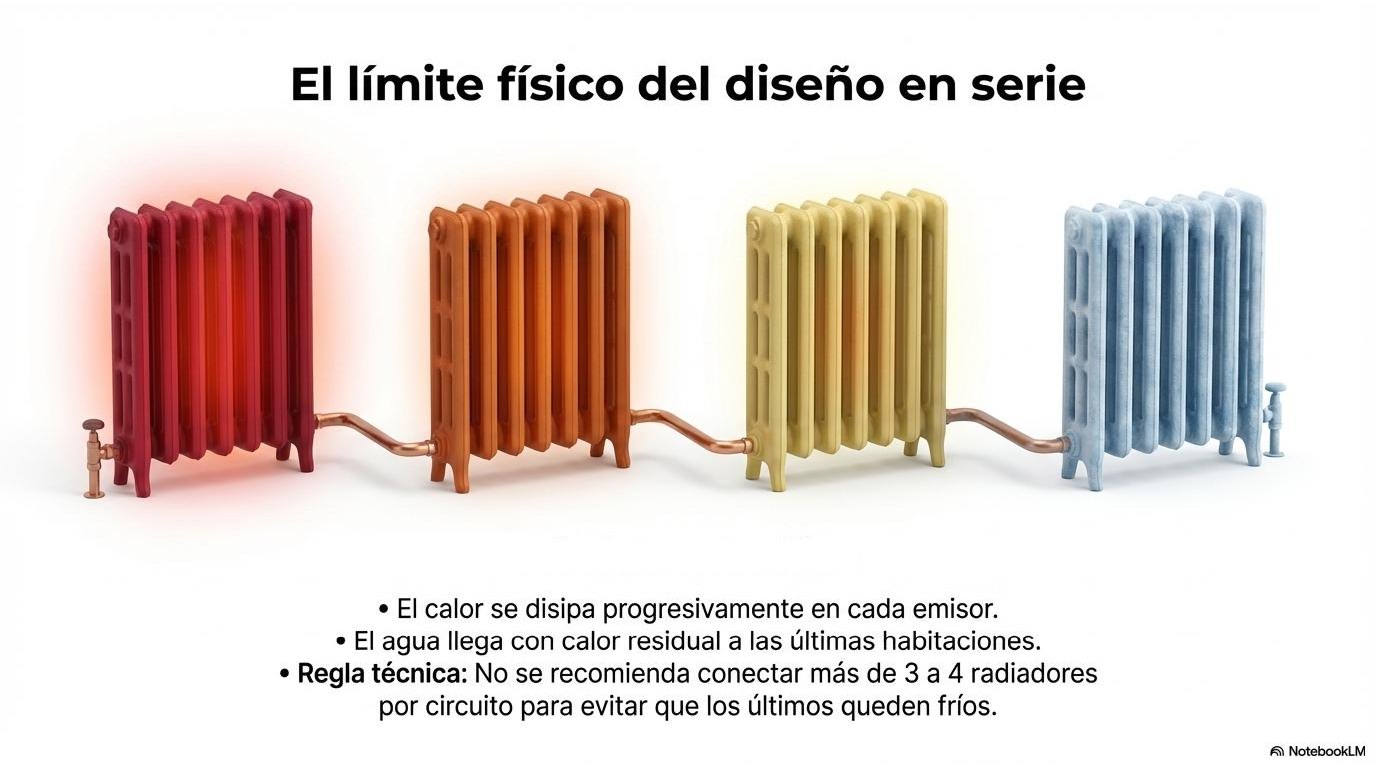 El límite físico del diseño en serie
• El calor se disipa progresivamente en cada emisor.
• El agua llega con calor residual a las últimas habitaciones.
• Regla técnica: No se recomienda conectar más de 3 a 4 radiadores
por circuito para evitar que los últimos queden fríos.
NotebookLM